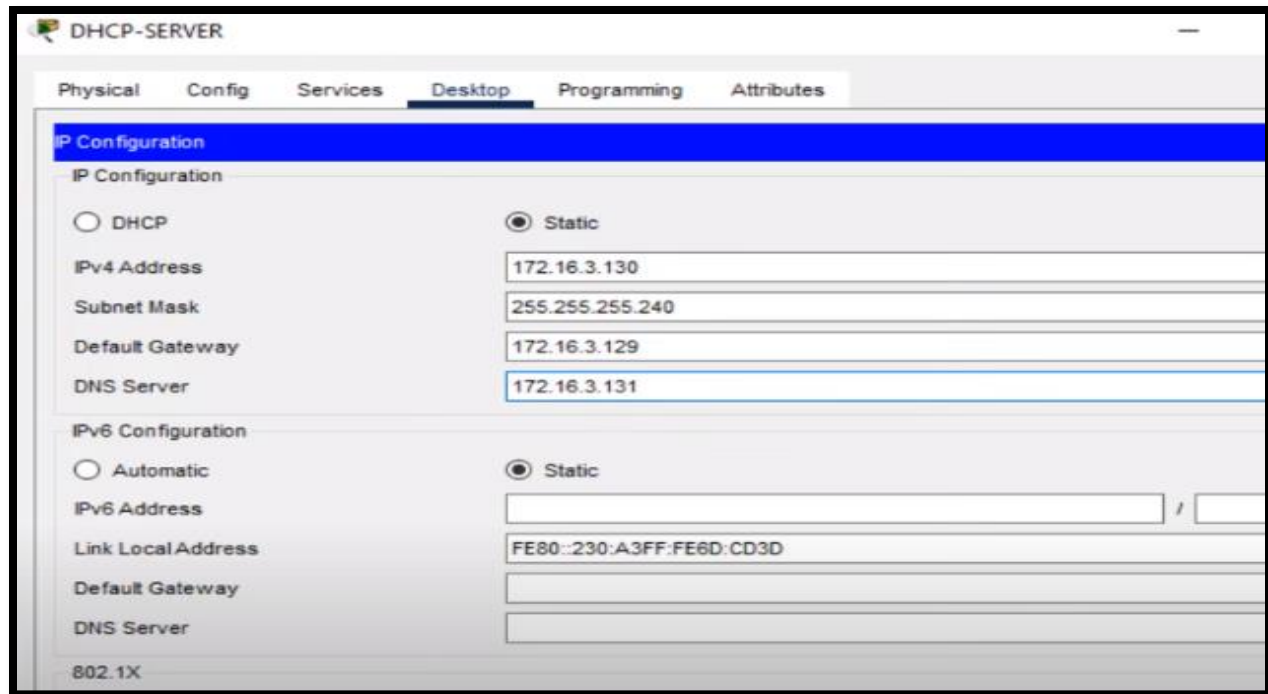 DHCP-SERVER
Physical Config Services Desktop Programming Attributes
IP Configuration
IP Configuration
DHCP Static
IPv4 Address 172.16.3.130
Subnet Mask 255.255.255.240
Default Gateway 172.16.3.129
DNS Server 172.16.3.131
IPv6 Configuration
Automatic Static
IPv6 Address /
Link Local Address FE80::230:A3FF:FE6D:CD3D
Default Gateway
DNS Server
802.1X